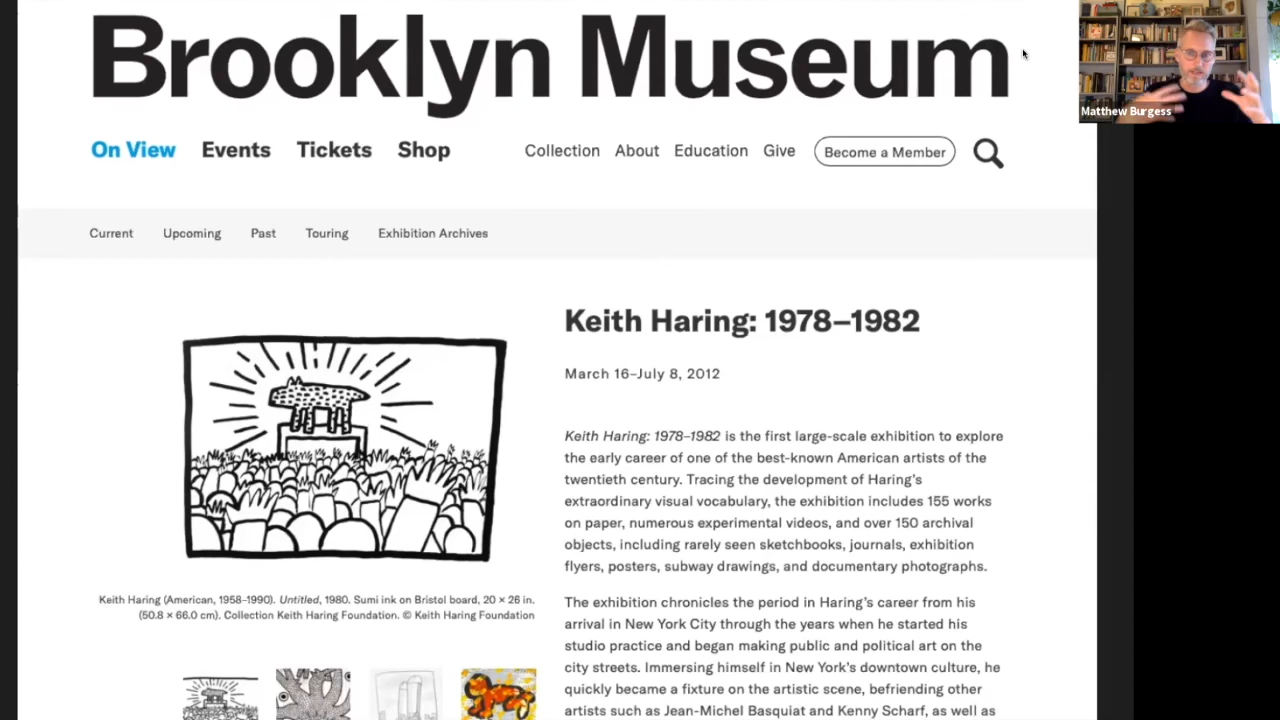 Brooklyn Museum
Matthew Burgess
On View Events Tickets Shop Collection About Education Give Become a Member
Current Upcoming Past Touring Exhibition Archives
Keith Haring: 1978–1982
March 16–July 8, 2012
Keith Haring: 1978–1982 is the first large-scale exhibition to explore
the early career of one of the best-known American artists of the
twentieth century. Tracing the development of Haring's
extraordinary visual vocabulary, the exhibition includes 155 works
on paper, numerous experimental videos, and over 150 archival
objects, including rarely seen sketchbooks, journals, exhibition
flyers, posters, subway drawings, and documentary photographs.
Keith Haring (American, 1958–1990). Untitled, 1980. Sumi ink on Bristol board, 20 × 26 in.
(50.8 × 66.0 cm). Collection Keith Haring Foundation. © Keith Haring Foundation
The exhibition chronicles the period in Haring's career from his
arrival in New York City through the years when he started his
studio practice and began making public and political art on the
city streets. Immersing himself in New York's downtown culture, he
quickly became a fixture on the artistic scene, befriending other
artists such as Jean-Michel Basquiat and Kenny Scharf, as well as